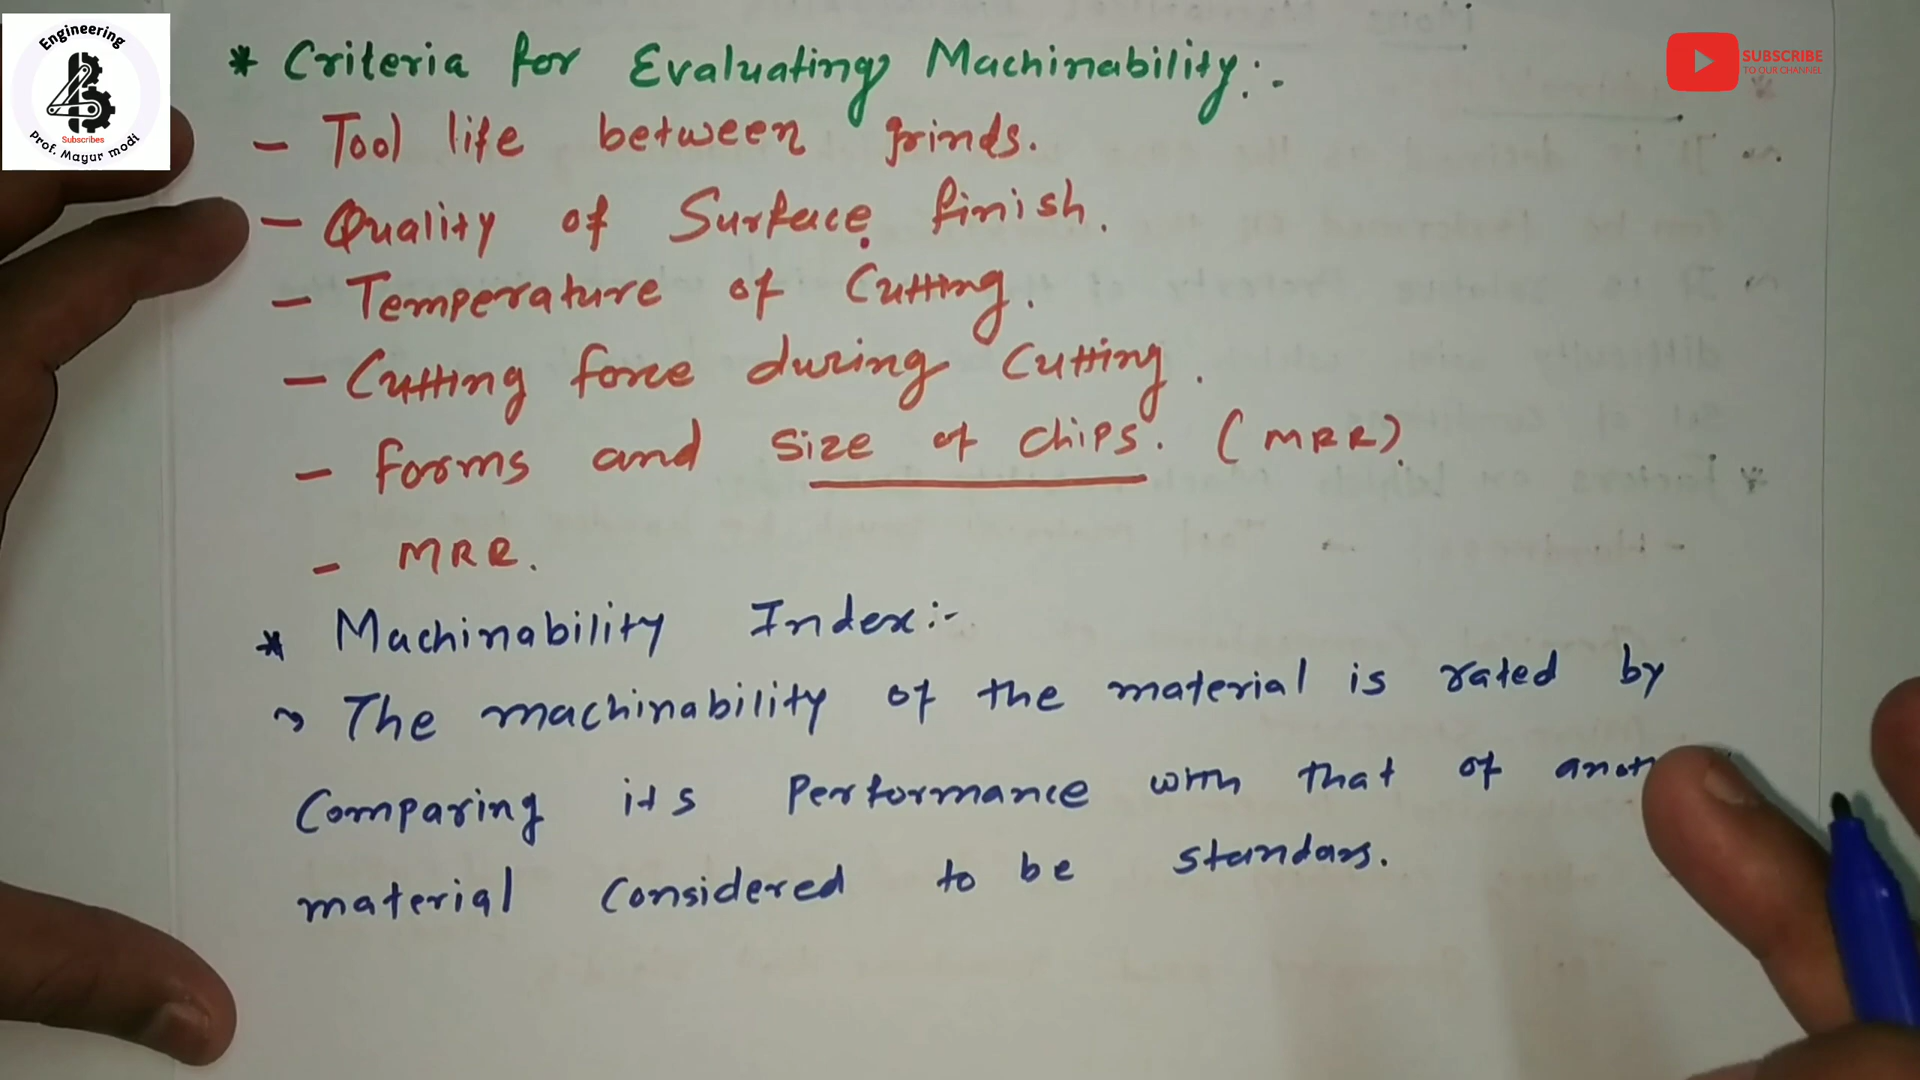 Engineering
Subscribes
Prof. Mayur modi
SUBSCRIBE
TO OUR CHANNEL
* Criteria for Evaluating Machinability:-
- Tool life between grinds.
- Quality of Surface finish.
- Temperature of Cutting.
- Cutting force during Cutting.
- Forms and Size of Chips. (MRR).
- MRR.
* Machinability Index:-
~ The machinability of the material is rated by
Comparing its Performance with that of
material Considered to be